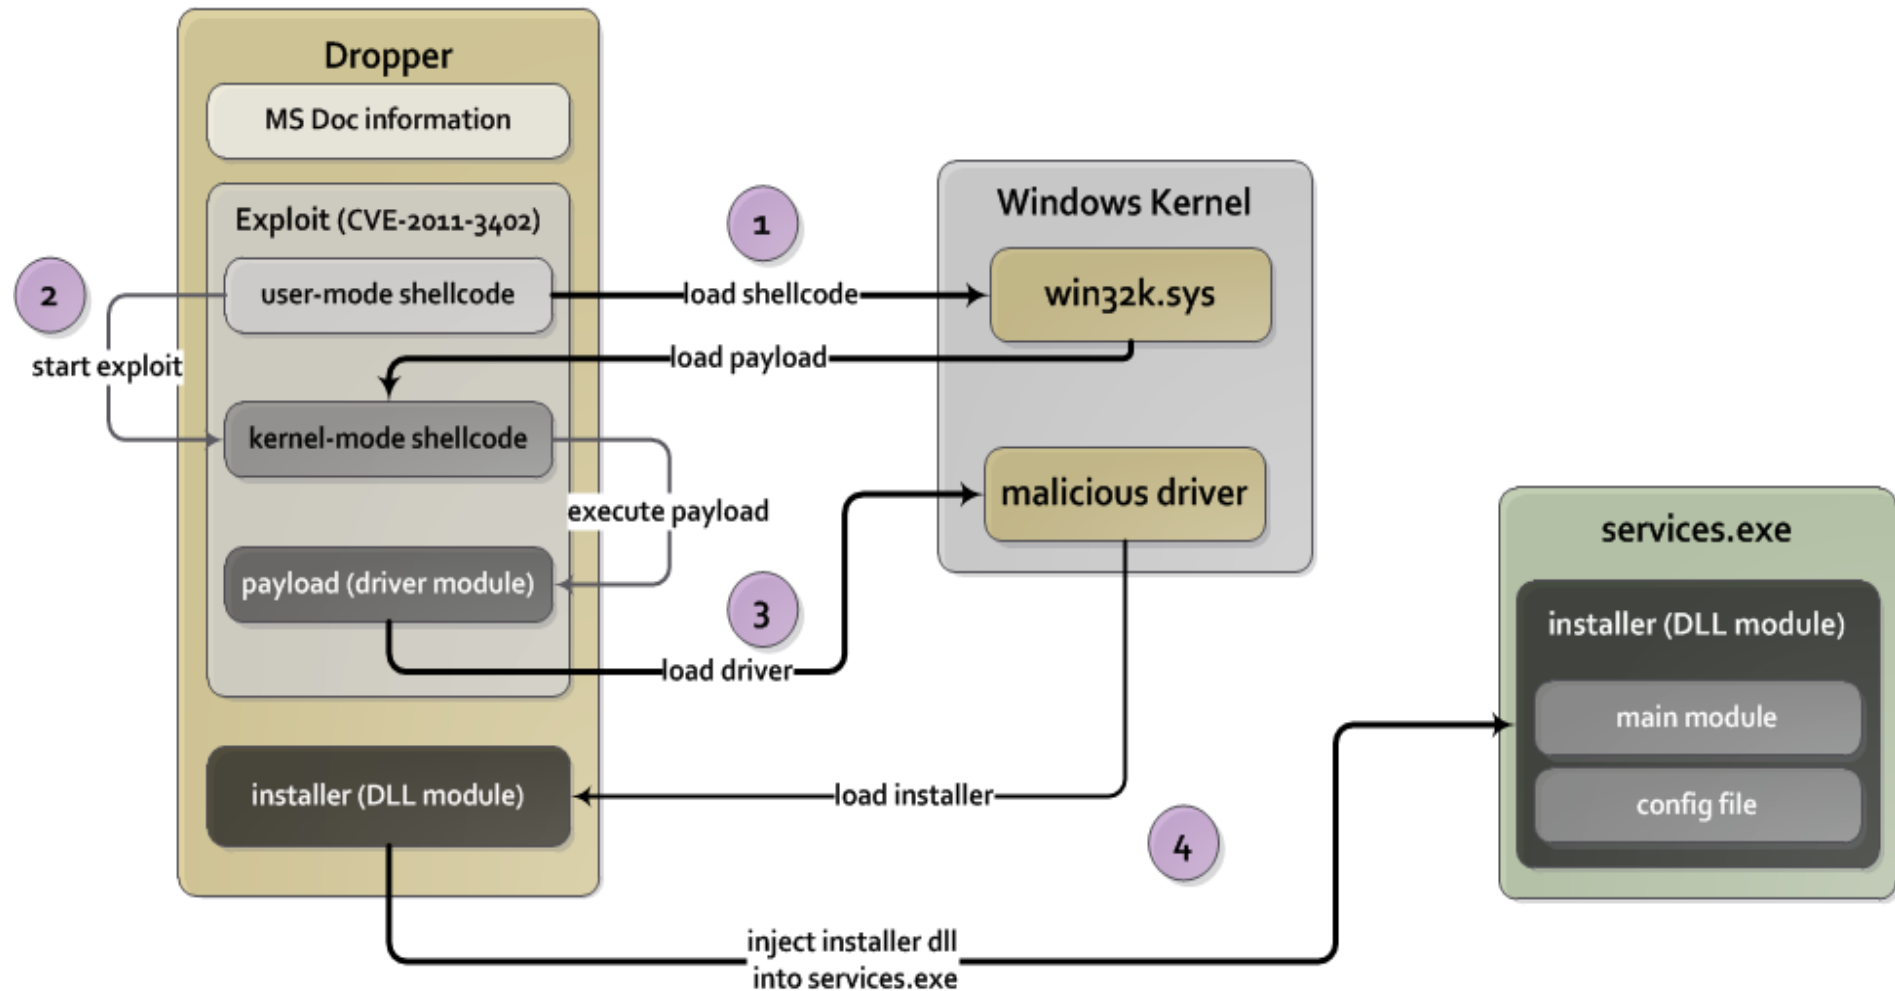 Dropper
MS Doc information
Exploit (CVE-2011-3402)
user-mode shellcode
kernel-mode shellcode
payload (driver module)
installer (DLL module)
1
2
start exploit
load shellcode
load payload
execute payload
3
load driver
load installer
4
inject installer dll
into services.exe
Windows Kernel
win32k.sys
malicious driver
services.exe
installer (DLL module)
main module
config file